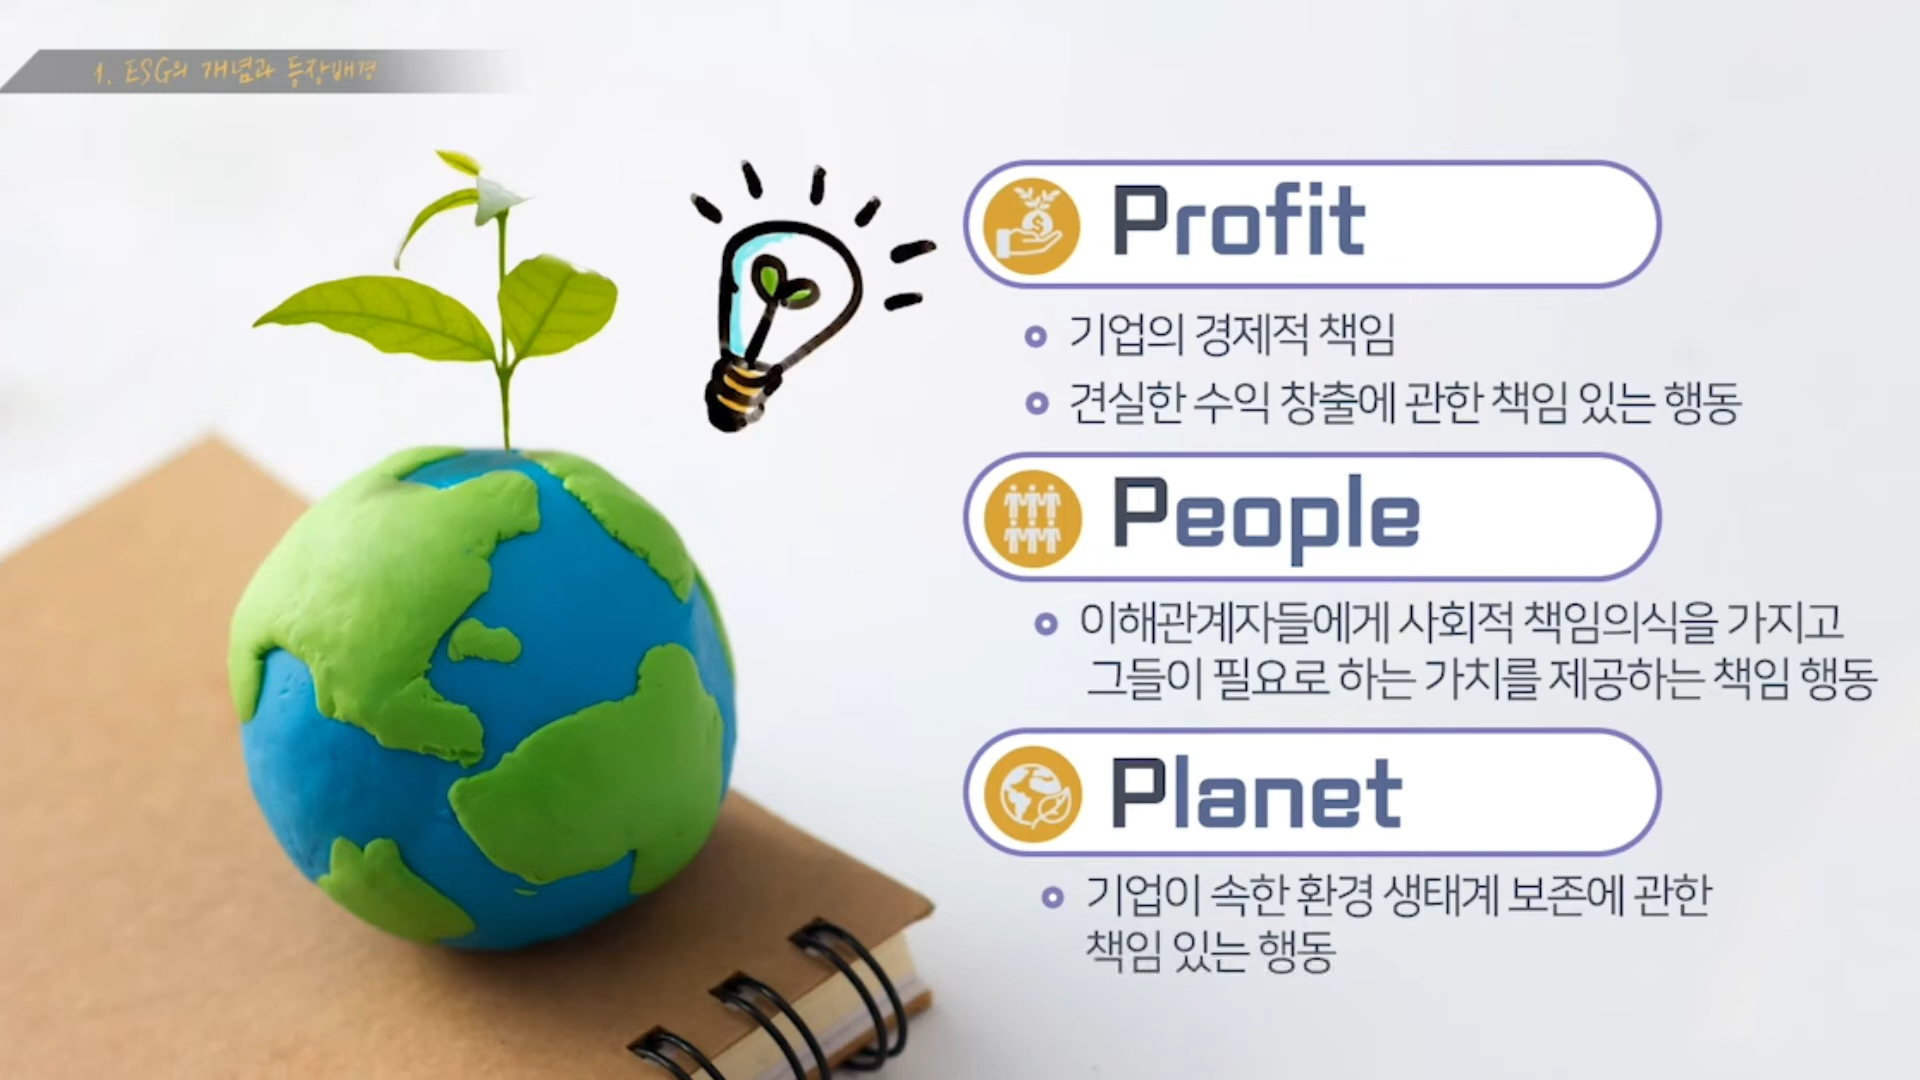 1. ESG의 개념과 등장배경
Profit
기업의 경제적 책임
견실한 수익 창출에 관한 책임 있는 행동
People
이해관계자들에게 사회적 책임의식을 가지고
그들이 필요로 하는 가치를 제공하는 책임 행동
Planet
기업이 속한 환경 생태계 보존에 관한
책임 있는 행동